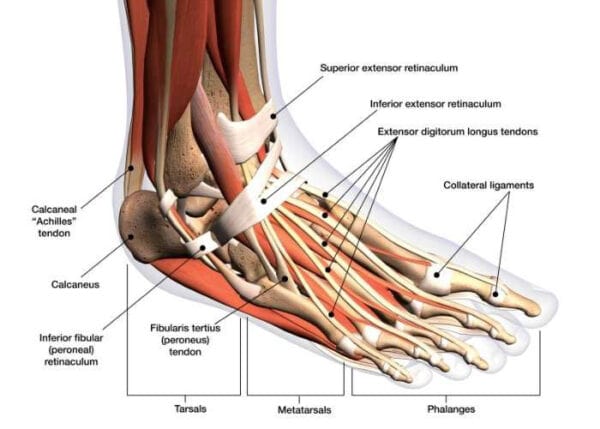 Superior extensor retinaculum
Inferior extensor retinaculum
Extensor digitorum longus tendons
Collateral ligaments
Calcaneal
“Achilles”
tendon
Calcaneus
Inferior fibular
(peroneal)
retinaculum
Fibularis tertius
(peroneus)
tendon
Tarsals
Metatarsals
Phalanges